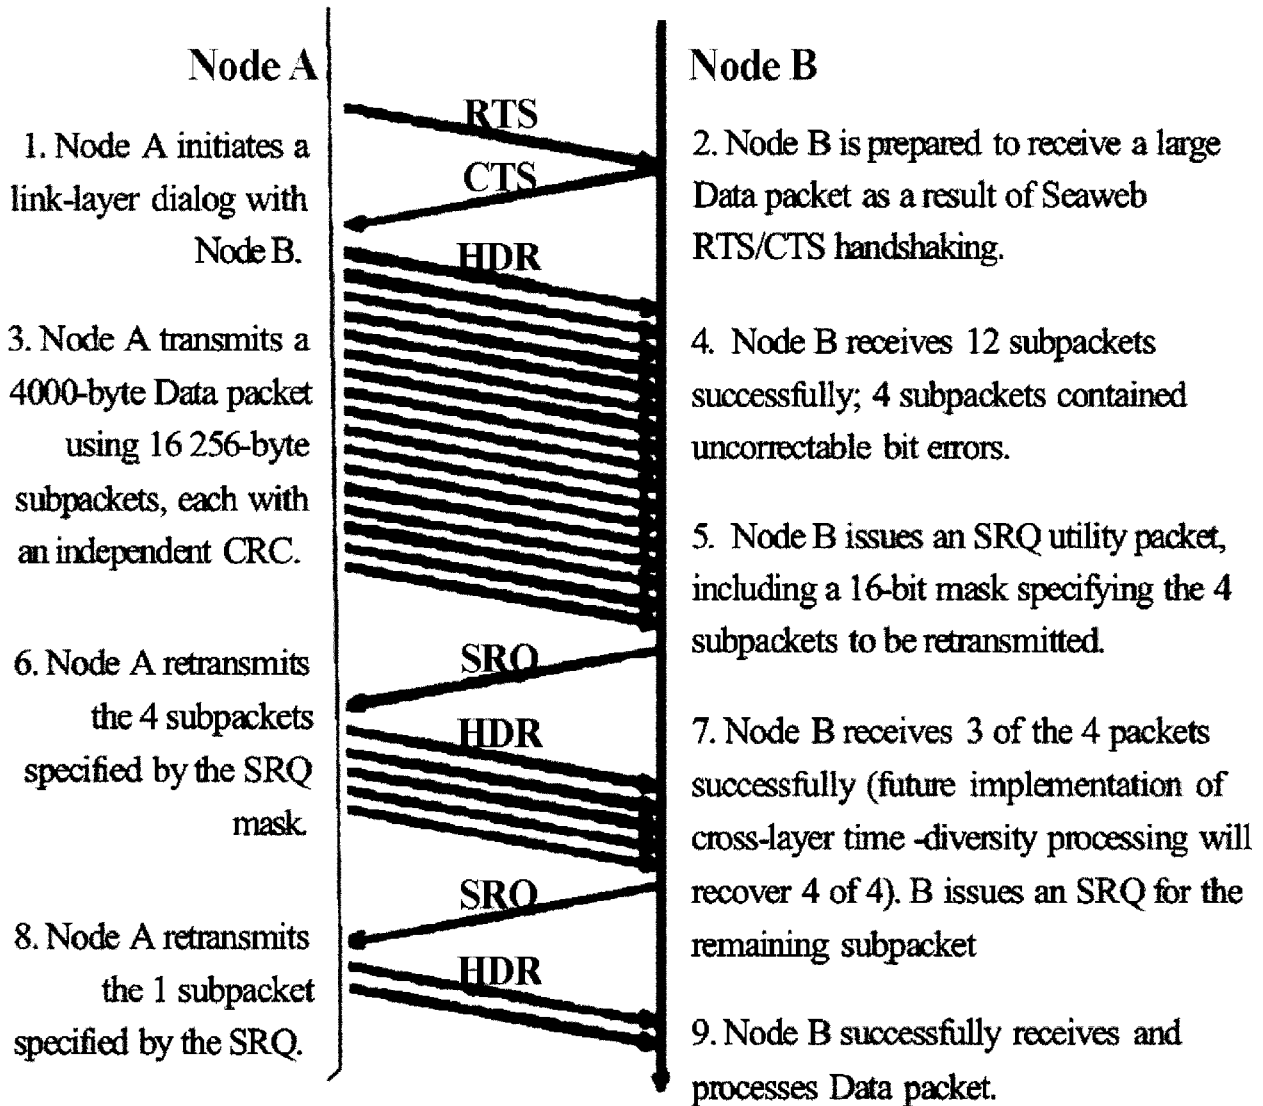 Node A
Node B
RTS
1. Node A initiates a
link-layer dialog with
Node B.
CTS
2. Node B is prepared to receive a large
Data packet as a result of Seaweb
RTS/CTS handshaking.
HDR
3. Node A transmits a
4000-byte Data packet
using 16 256-byte
subpackets, each with
an independent CRC.
4. Node B receives 12 subpackets
successfully; 4 subpackets contained
uncorrectable bit errors.
5. Node B issues an SRQ utility packet,
including a 16-bit mask specifying the 4
subpackets to be retransmitted.
SRQ
6. Node A retransmits
the 4 subpackets
specified by the SRQ
mask.
HDR
7. Node B receives 3 of the 4 packets
successfully (future implementation of
cross-layer time -diversity processing will
recover 4 of 4). B issues an SRQ for the
remaining subpacket
SRQ
8. Node A retransmits
the 1 subpacket
specified by the SRQ.
HDR
9. Node B successfully receives and
processes Data packet.